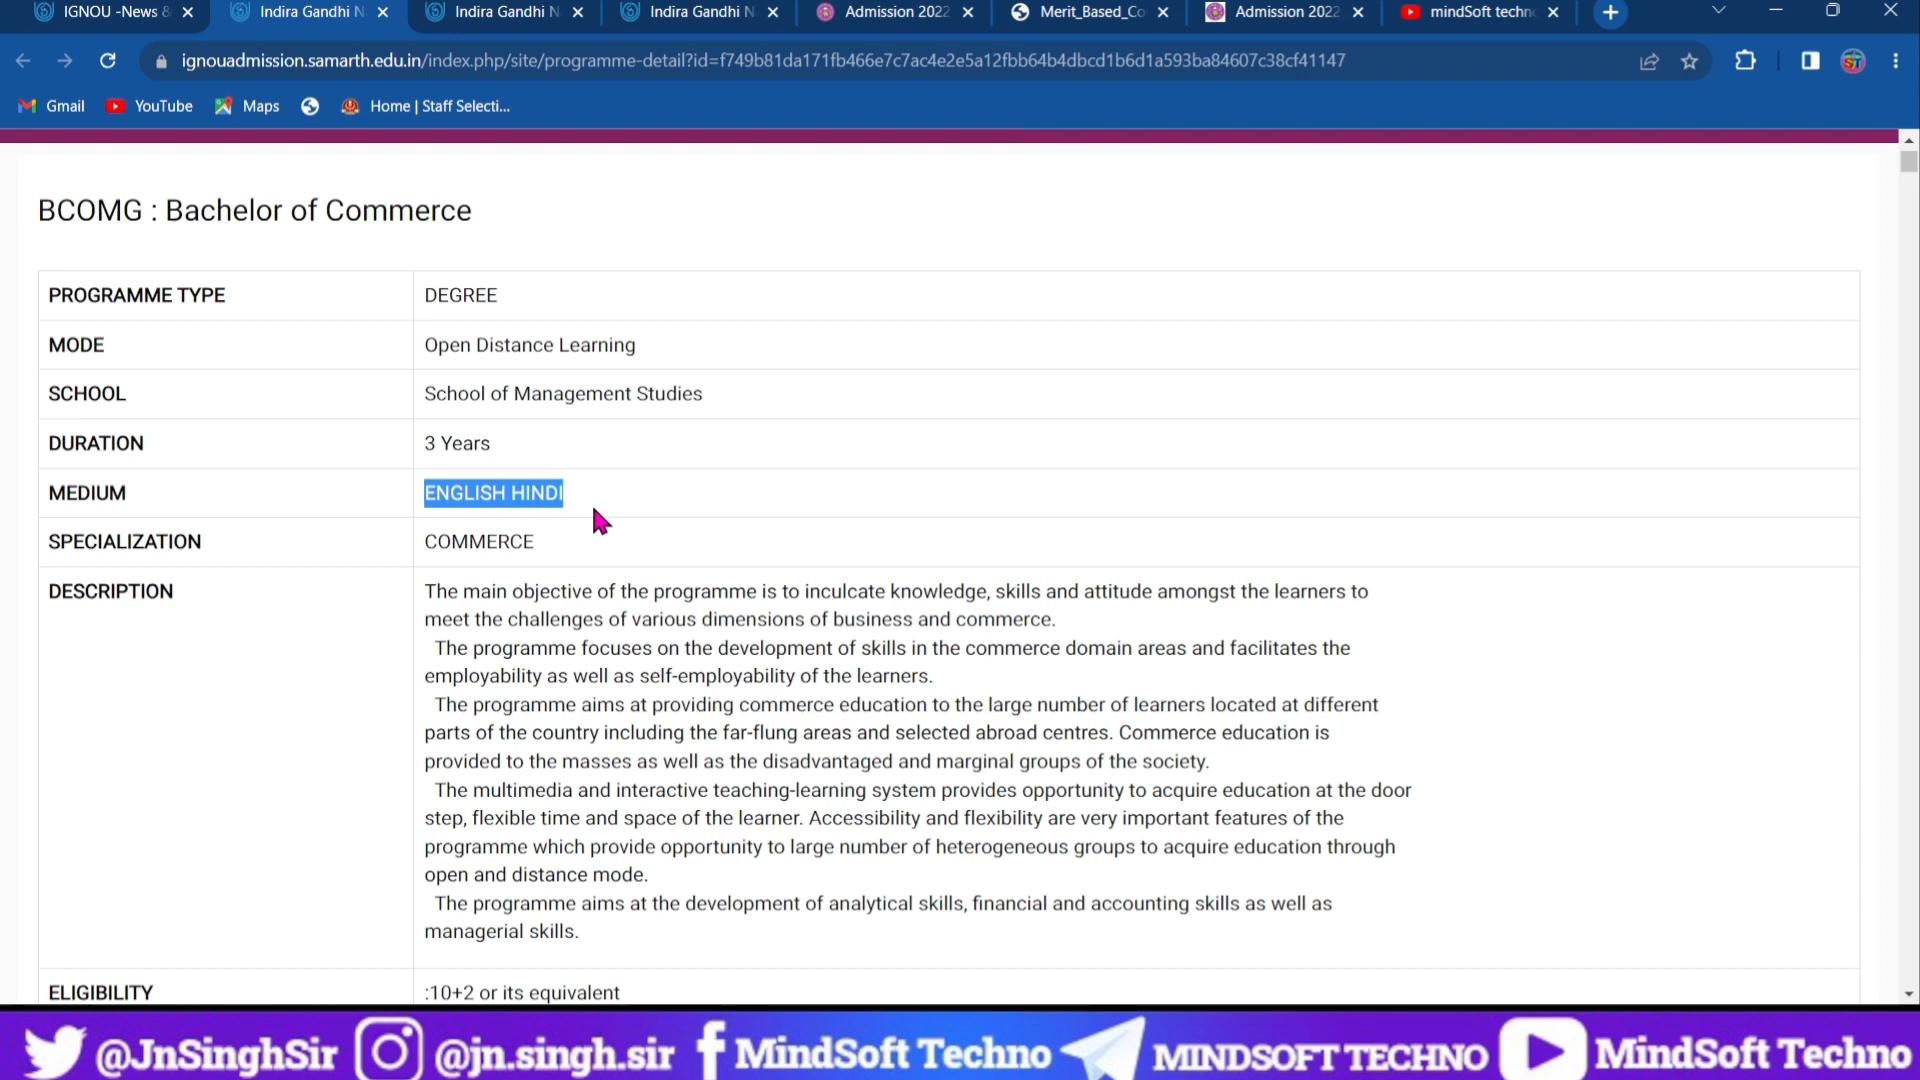 IGNOU -News &
Indira Gandhi N
Indira Gandhi N
Indira Gandhi N
Admission 2022
Merit_Based_Co
Admission 2022
mindSoft techn
ignouadmission.samarth.edu.in/index.php/site/programme-detail?id=f749b81da171fb466e7c7ac4e2e5a12fbb64b4dbcd1b6d1a593ba84607c38cf41147
ST
Gmail
YouTube
Maps
Home | Staff Selecti...
BCOMG : Bachelor of Commerce
PROGRAMME TYPE
DEGREE
MODE
Open Distance Learning
SCHOOL
School of Management Studies
DURATION
3 Years
MEDIUM
ENGLISH HINDI
SPECIALIZATION
COMMERCE
DESCRIPTION
The main objective of the programme is to inculcate knowledge, skills and attitude amongst the learners to
meet the challenges of various dimensions of business and commerce.
The programme focuses on the development of skills in the commerce domain areas and facilitates the
employability as well as self-employability of the learners.
The programme aims at providing commerce education to the large number of learners located at different
parts of the country including the far-flung areas and selected abroad centres. Commerce education is
provided to the masses as well as the disadvantaged and marginal groups of the society.
The multimedia and interactive teaching-learning system provides opportunity to acquire education at the door
step, flexible time and space of the learner. Accessibility and flexibility are very important features of the
programme which provide opportunity to large number of heterogeneous groups to acquire education through
open and distance mode.
The programme aims at the development of analytical skills, financial and accounting skills as well as
managerial skills.
ELIGIBILITY
:10+2 or its equivalent
@JnSinghSir
@jn.singh.sir
MindSoft Techno
MINDSOFT TECHNO
MindSoft Techno